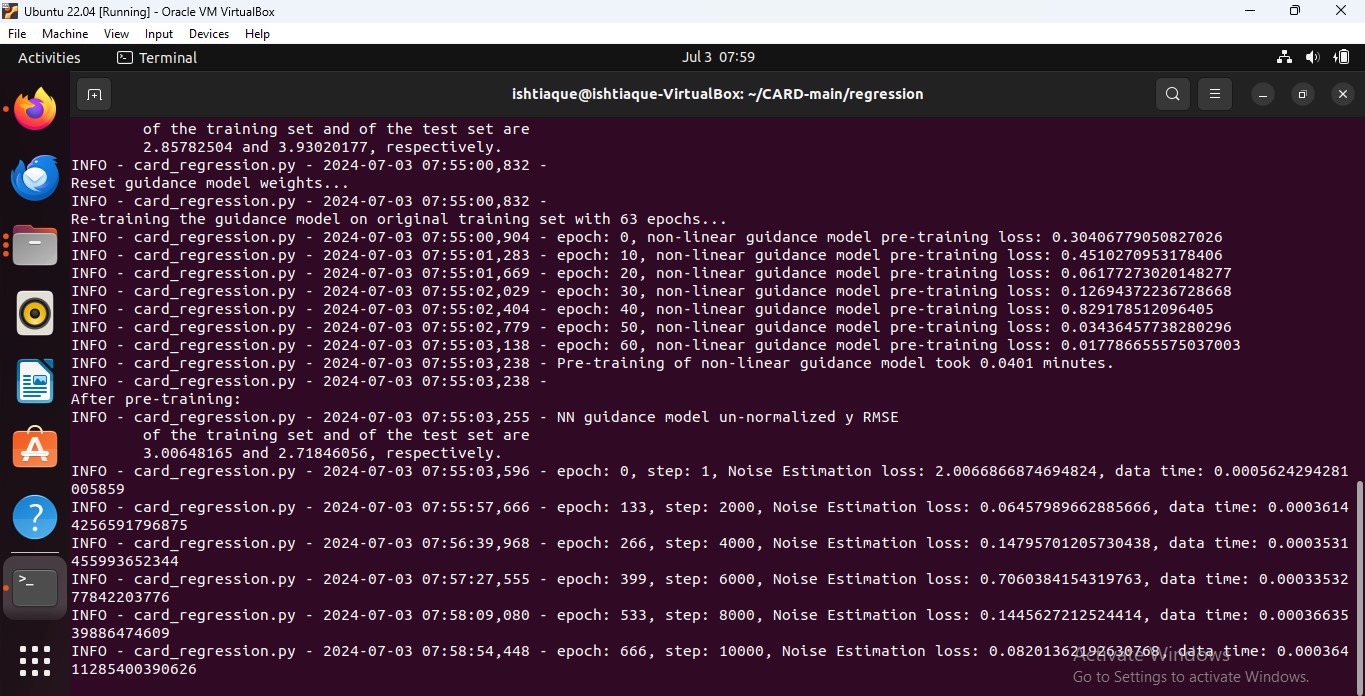 Ubuntu 22.04 [Running] - Oracle VM VirtualBox
File Machine View Input Devices Help
Activities Terminal Jul 3 07:59
ishtiaque@ishtiaque-VirtualBox: ~/CARD-main/regression
of the training set and of the test set are
2.85782504 and 3.93020177, respectively.
INFO - card_regression.py - 2024-07-03 07:55:00,832 -
Reset guidance model weights...
INFO - card_regression.py - 2024-07-03 07:55:00,832 -
Re-training the guidance model on original training set with 63 epochs...
INFO - card_regression.py - 2024-07-03 07:55:00,904 - epoch: 0, non-linear guidance model pre-training loss: 0.30406779050827026
INFO - card_regression.py - 2024-07-03 07:55:01,283 - epoch: 10, non-linear guidance model pre-training loss: 0.4510270953178406
INFO - card_regression.py - 2024-07-03 07:55:01,669 - epoch: 20, non-linear guidance model pre-training loss: 0.06177273020148277
INFO - card_regression.py - 2024-07-03 07:55:02,029 - epoch: 30, non-linear guidance model pre-training loss: 0.12694372236728668
INFO - card_regression.py - 2024-07-03 07:55:02,404 - epoch: 40, non-linear guidance model pre-training loss: 0.829178512096405
INFO - card_regression.py - 2024-07-03 07:55:02,779 - epoch: 50, non-linear guidance model pre-training loss: 0.03436457738280296
INFO - card_regression.py - 2024-07-03 07:55:03,138 - epoch: 60, non-linear guidance model pre-training loss: 0.017786655575037003
INFO - card_regression.py - 2024-07-03 07:55:03,238 - Pre-training of non-linear guidance model took 0.0401 minutes.
INFO - card_regression.py - 2024-07-03 07:55:03,238 -
After pre-training:
INFO - card_regression.py - 2024-07-03 07:55:03,255 - NN guidance model un-normalized y RMSE
of the training set and of the test set are
3.00648165 and 2.71846056, respectively.
INFO - card_regression.py - 2024-07-03 07:55:03,596 - epoch: 0, step: 1, Noise Estimation loss: 2.0066866874694824, data time: 0.0005624294281
005859
INFO - card_regression.py - 2024-07-03 07:55:57,666 - epoch: 133, step: 2000, Noise Estimation loss: 0.06457989662885666, data time: 0.0003614
4256591796875
INFO - card_regression.py - 2024-07-03 07:56:39,968 - epoch: 266, step: 4000, Noise Estimation loss: 0.14795701205730438, data time: 0.0003531
455993652344
INFO - card_regression.py - 2024-07-03 07:57:27,555 - epoch: 399, step: 6000, Noise Estimation loss: 0.7060384154319763, data time: 0.00033532
77842203776
INFO - card_regression.py - 2024-07-03 07:58:09,080 - epoch: 533, step: 8000, Noise Estimation loss: 0.1445627212524414, data time: 0.00036635
39886474609
INFO - card_regression.py - 2024-07-03 07:58:54,448 - epoch: 666, step: 10000, Noise Estimation loss: 0.08201362192630768, data time: 0.000364
11285400390626
Activate Windows
Go to Settings to activate Windows.